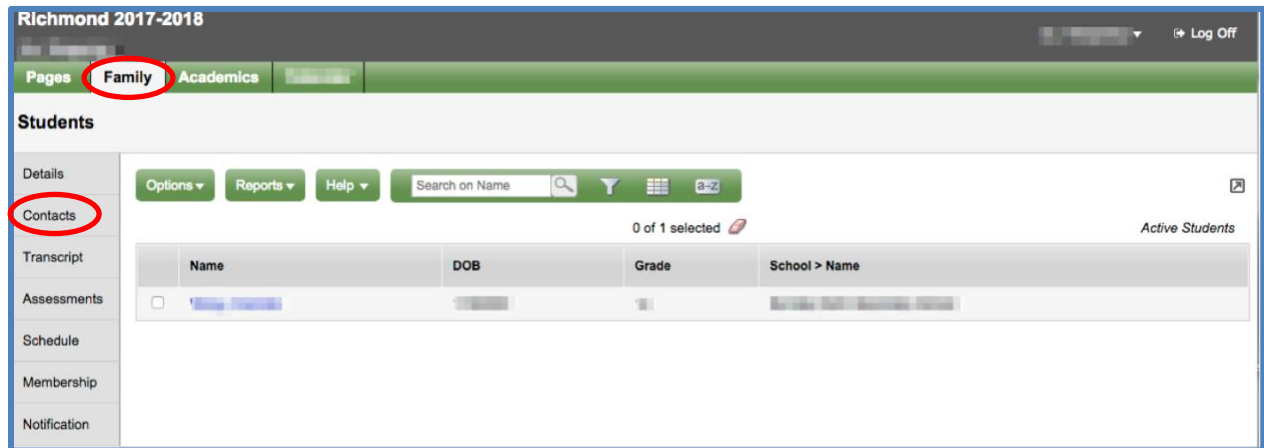 Richmond 2017-2018
Log Off
Pages Family Academics
Students
Details
Options Reports Help Search on Name a-z
Contacts
0 of 1 selected Active Students
Transcript
Name DOB Grade School > Name
Assessments
Schedule
Membership
Notification